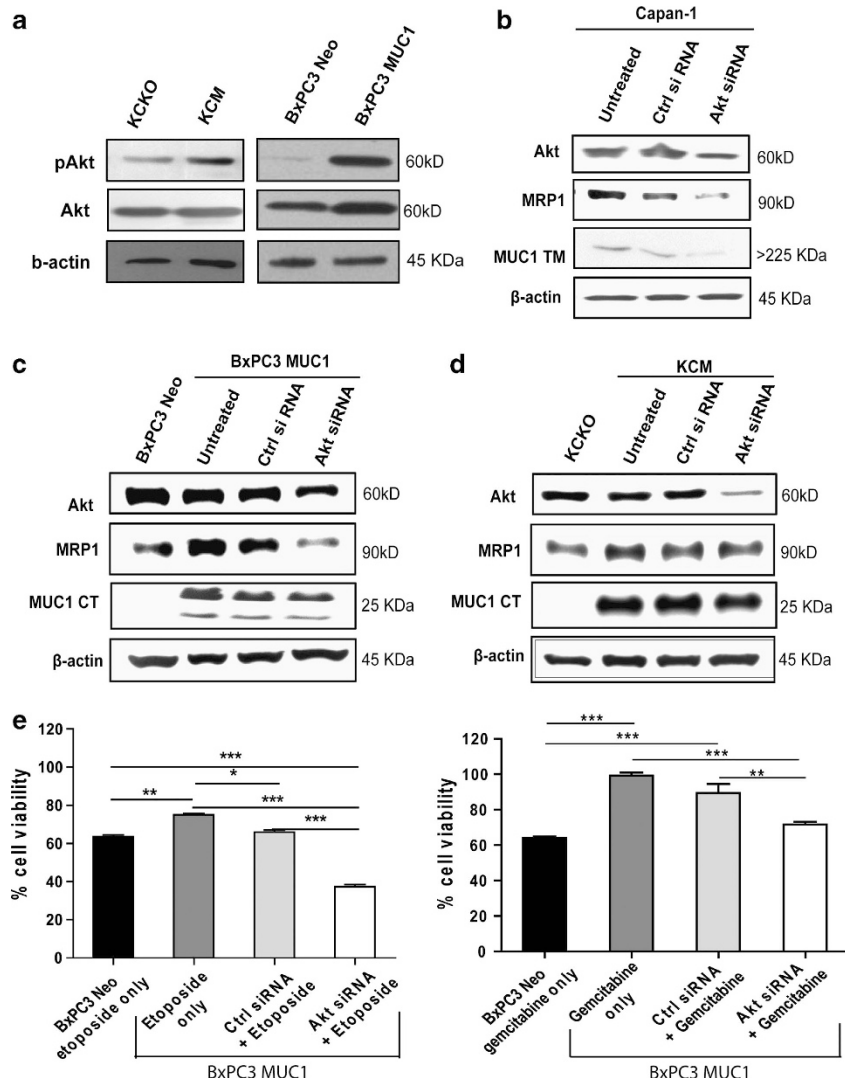 a
KCKO
KCM
BxPC3 Neo
BxPC3 MUC1
pAkt
60kD
Akt
60kD
b-actin
45 KDa
b
Capan-1
Untreated
Ctrl si RNA
Akt siRNA
Akt
60kD
MRP1
90kD
MUC1 TM
>225 KDa
β-actin
45 KDa
c
BxPC3 MUC1
BxPC3 Neo
Untreated
Ctrl si RNA
Akt siRNA
Akt
60kD
MRP1
90kD
MUC1 CT
25 KDa
β-actin
45 KDa
d
KCM
KCKO
Untreated
Ctrl si RNA
Akt siRNA
Akt
60kD
MRP1
90kD
MUC1 CT
25 KDa
β-actin
45 KDa
e
% cell viability
120
100
80
60
40
20
0
***
*
**
***
***
BxPC3 Neo
etoposide only
Etoposide
only
Ctrl siRNA
+ Etoposide
Akt siRNA
+ Etoposide
BxPC3 MUC1
% cell viability
120
100
80
60
40
20
0
***
***
***
**
BxPC3 Neo
gemcitabine only
Gemcitabine
only
Ctrl siRNA
+ Gemcitabine
Akt siRNA
+ Gemcitabine
BxPC3 MUC1